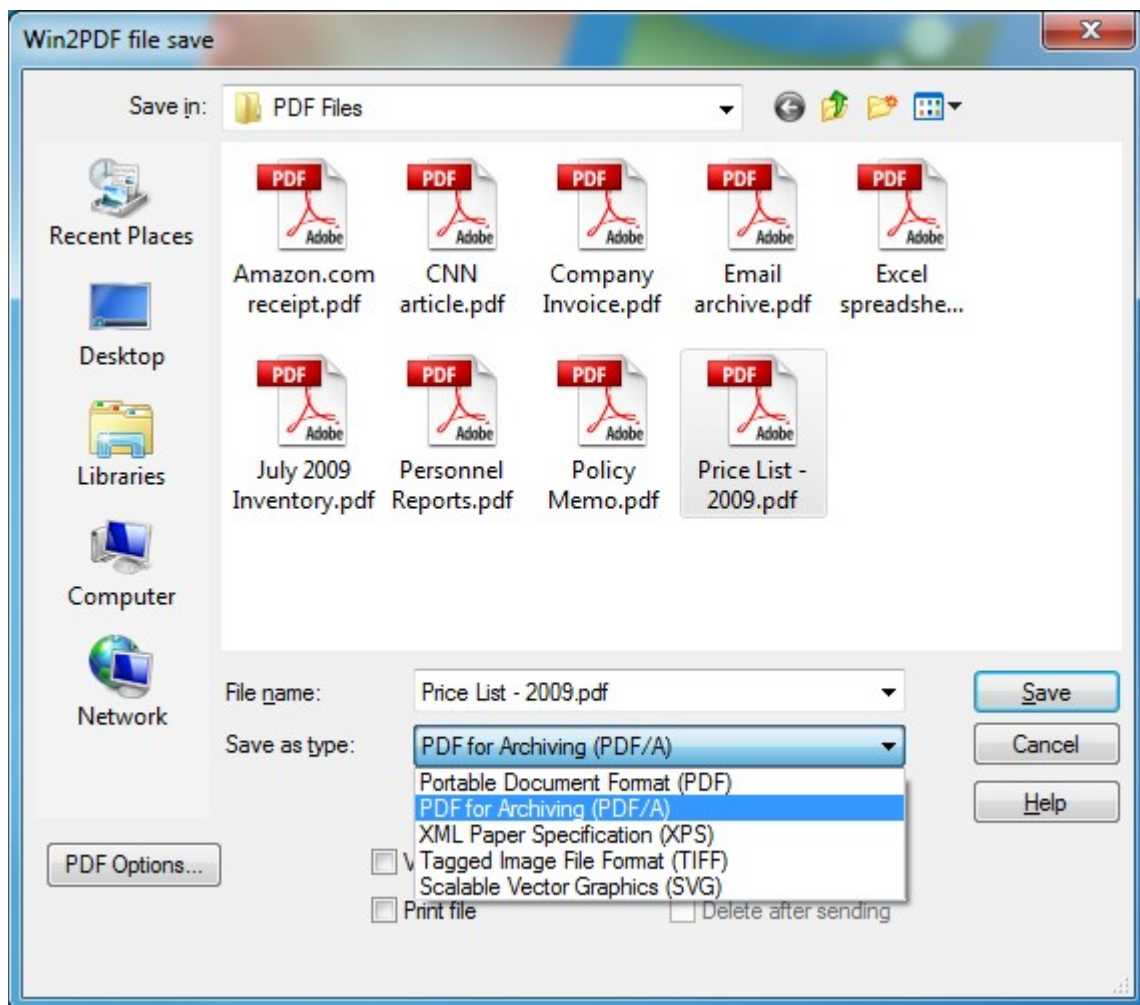 Win2PDF file save
Save in:
PDF Files
Recent Places
Desktop
Libraries
Computer
Network
PDF Adobe
Amazon.com
receipt.pdf
PDF Adobe
CNN
article.pdf
PDF Adobe
Company
Invoice.pdf
PDF Adobe
Email
archive.pdf
PDF Adobe
Excel
spreadshe...
PDF Adobe
July 2009
Inventory.pdf
PDF Adobe
Personnel
Reports.pdf
PDF Adobe
Policy
Memo.pdf
PDF Adobe
Price List -
2009.pdf
File name:
Price List - 2009.pdf
Save
Save as type:
PDF for Archiving (PDF/A)
Cancel
Portable Document Format (PDF)
PDF for Archiving (PDF/A)
XML Paper Specification (XPS)
Tagged Image File Format (TIFF)
Scalable Vector Graphics (SVG)
Help
PDF Options...
Print file
Delete after sending